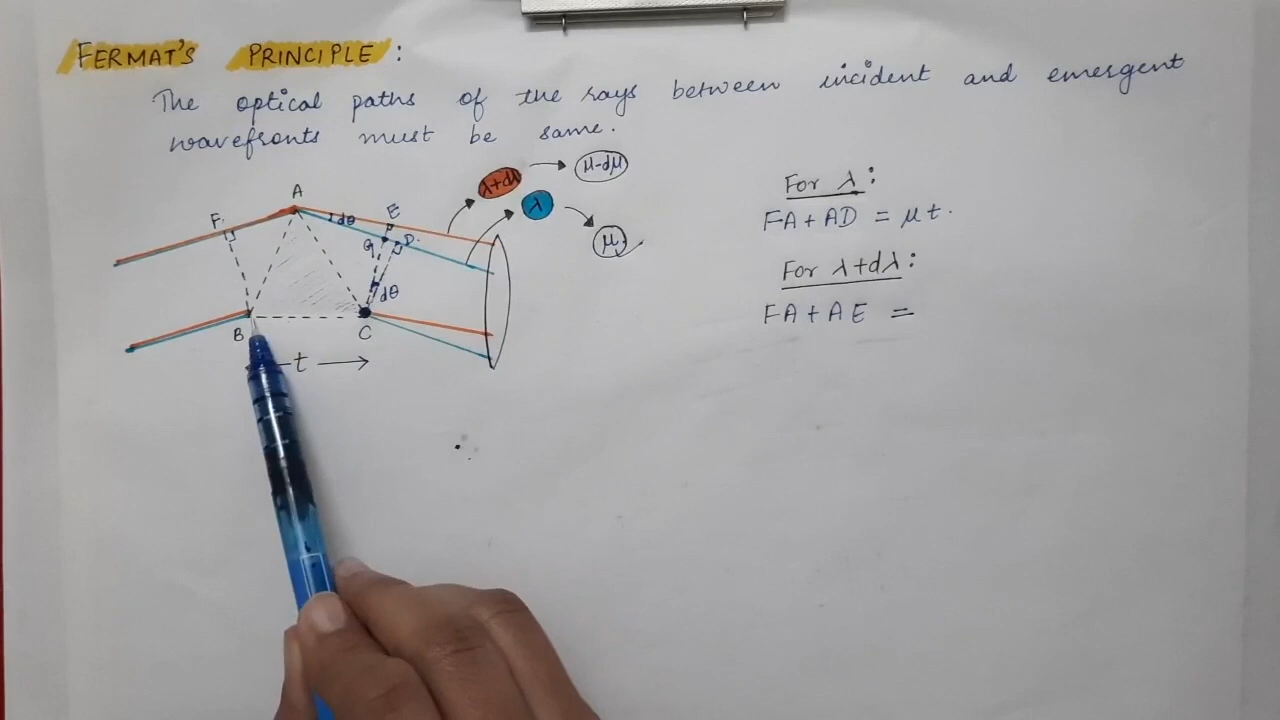 FERMAT'S PRINCIPLE :
The optical paths of the rays between incident and emergent
wavefronts must be same.
λ+dλ → μ-dμ
λ
μ
A
F
dθ
E
G
D
dθ
B
C
t →
For λ :
FA + AD = μt.
For λ+dλ :
FA + AE =